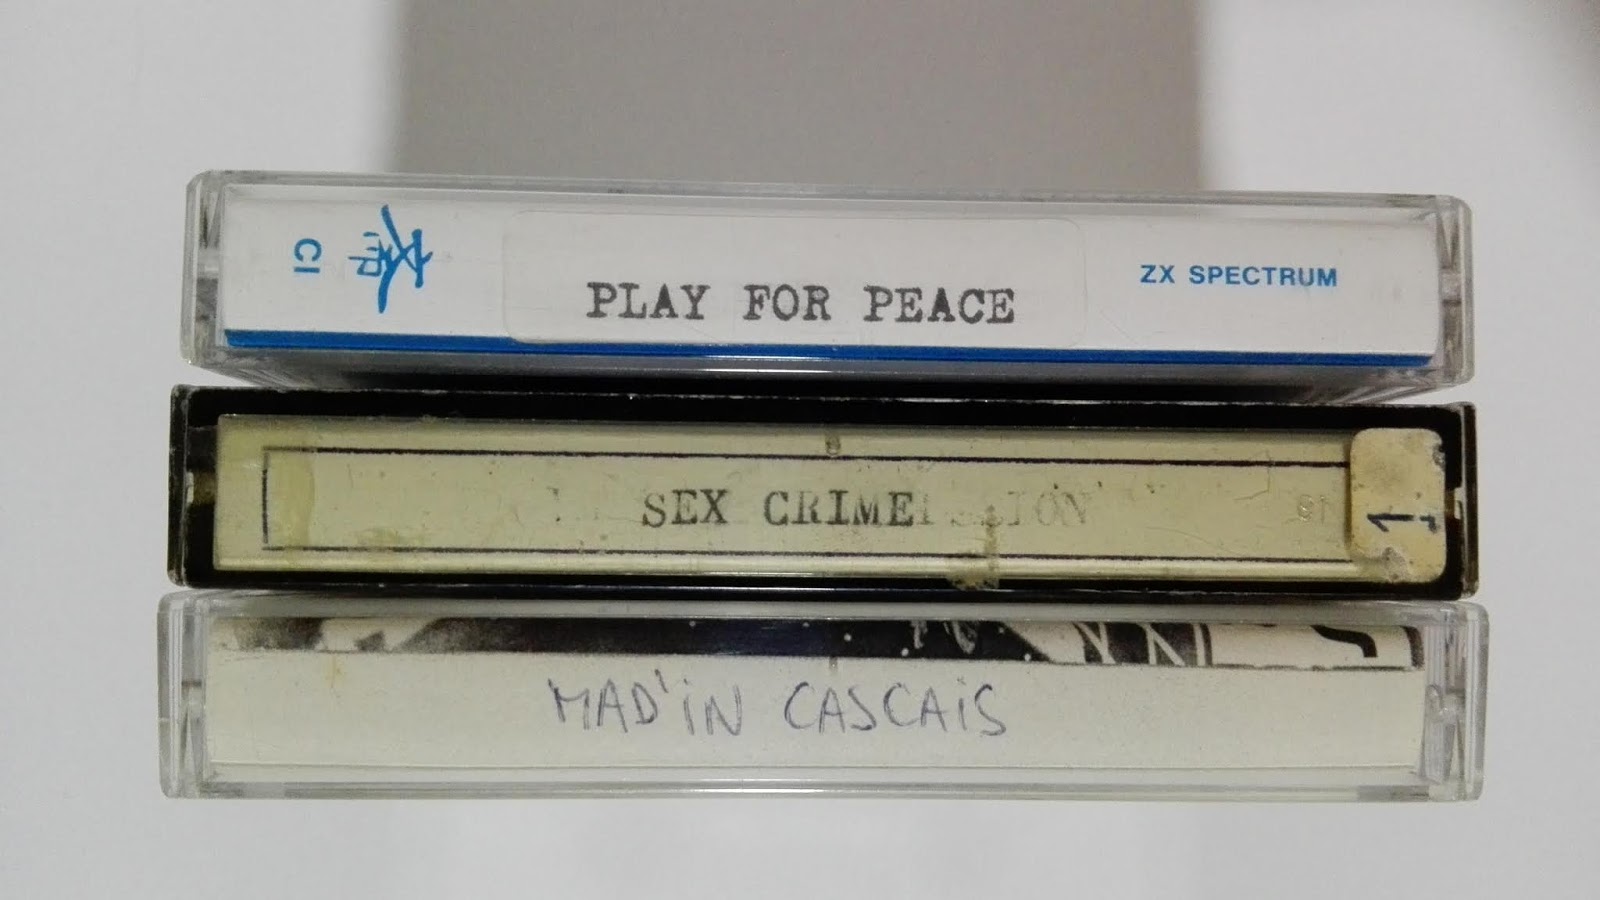 CI
PLAY FOR PEACE
ZX SPECTRUM
SEX CRIME
1
MAD'iN CASCAiS